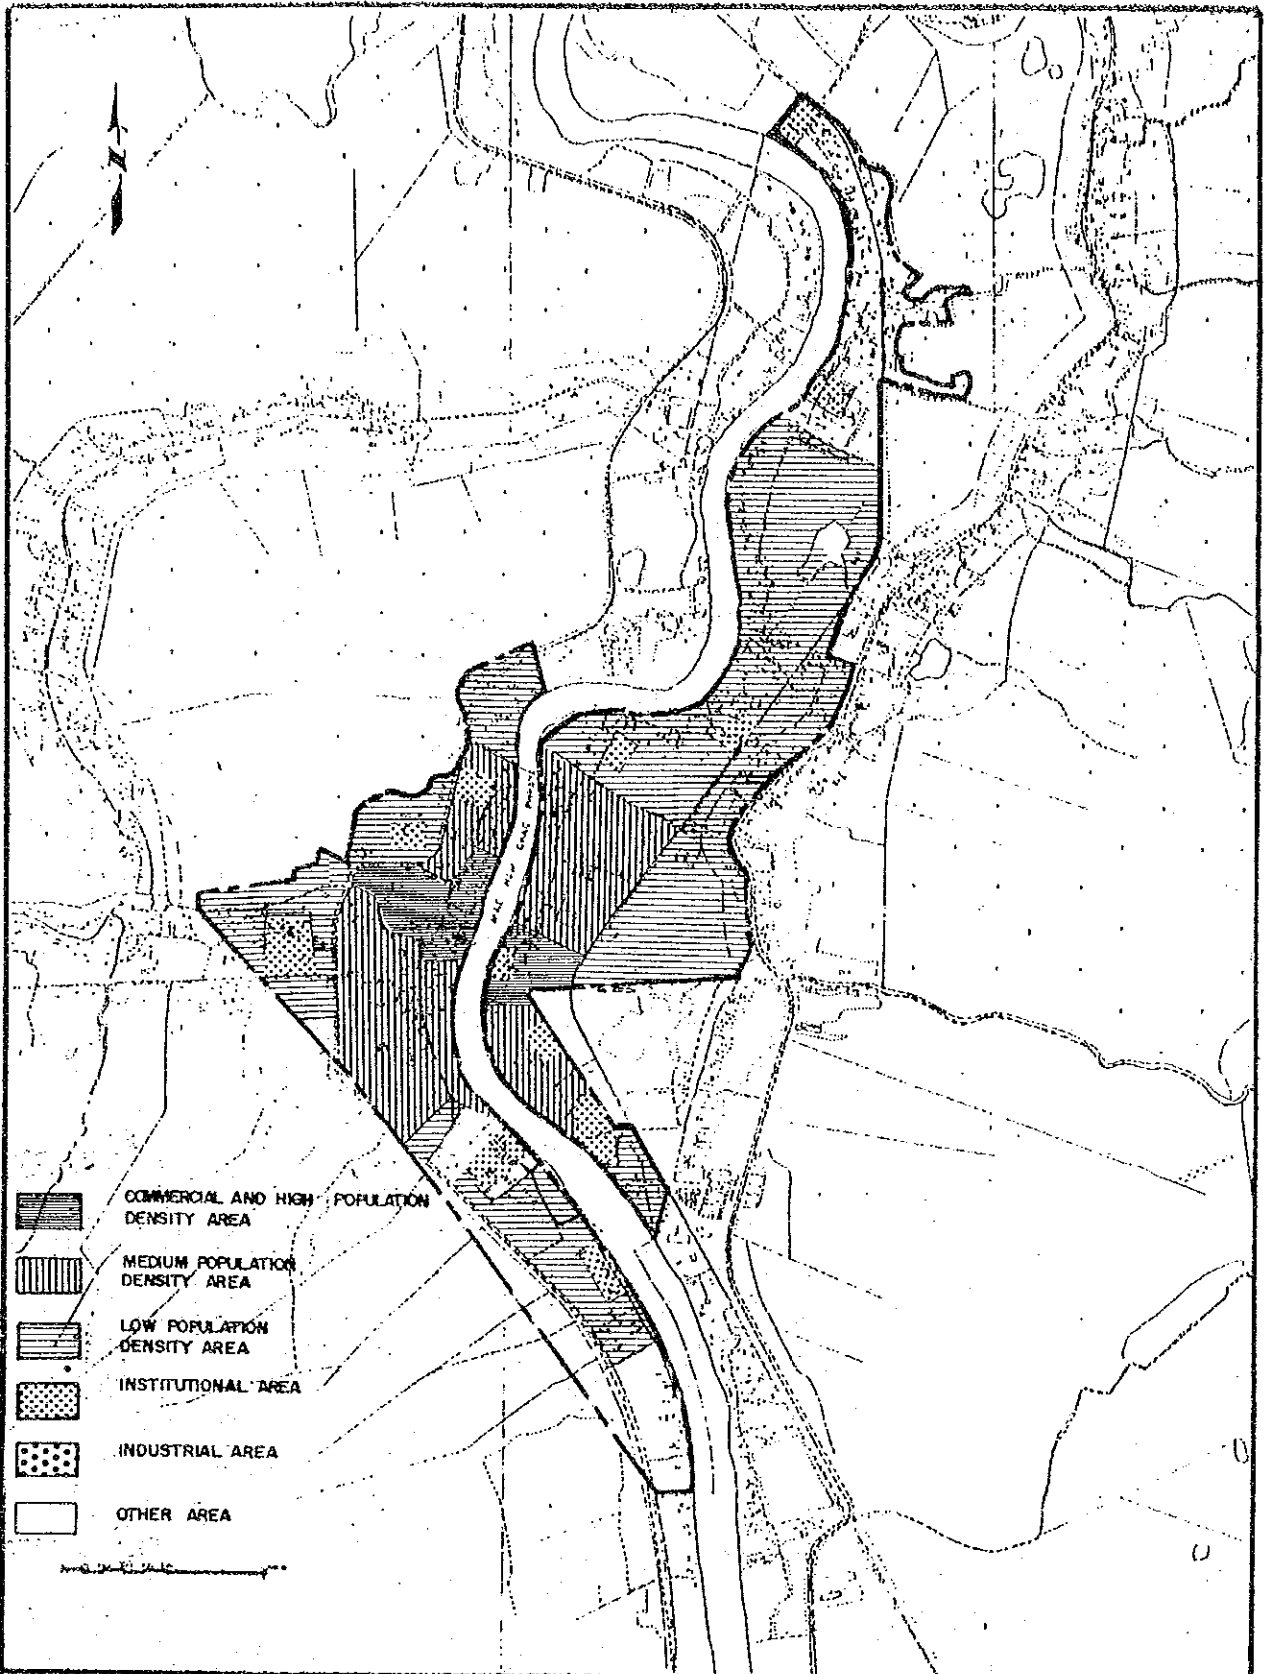 Z
COMMERCIAL AND HIGH POPULATION
DENSITY AREA
MEDIUM POPULATION
DENSITY AREA
LOW POPULATION
DENSITY AREA
INSTITUTIONAL AREA
INDUSTRIAL AREA
OTHER AREA